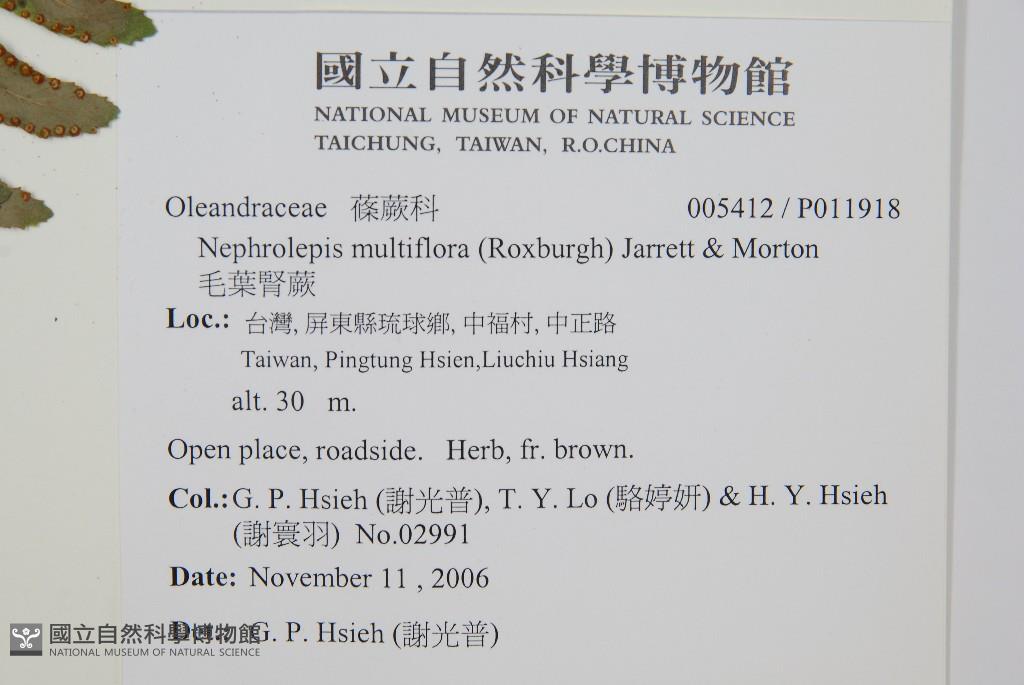 國立自然科學博物館
NATIONAL MUSEUM OF NATURAL SCIENCE
TAICHUNG, TAIWAN, R.O.CHINA
Oleandraceae 蓧蕨科 005412 / P011918
Nephrolepis multiflora (Roxburgh) Jarrett & Morton
毛葉腎蕨
Loc.: 台灣, 屏東縣琉球鄉, 中福村, 中正路
Taiwan, Pingtung Hsien,Liuchiu Hsiang
alt. 30 m.
Open place, roadside. Herb, fr. brown.
Col.: G. P. Hsieh (謝光普), T. Y. Lo (駱婷妍) & H. Y. Hsieh
(謝寰羽) No.02991
Date: November 11 , 2006
G. P. Hsieh (謝光普)
國立自然科學博物館
NATIONAL MUSEUM OF NATURAL SCIENCE